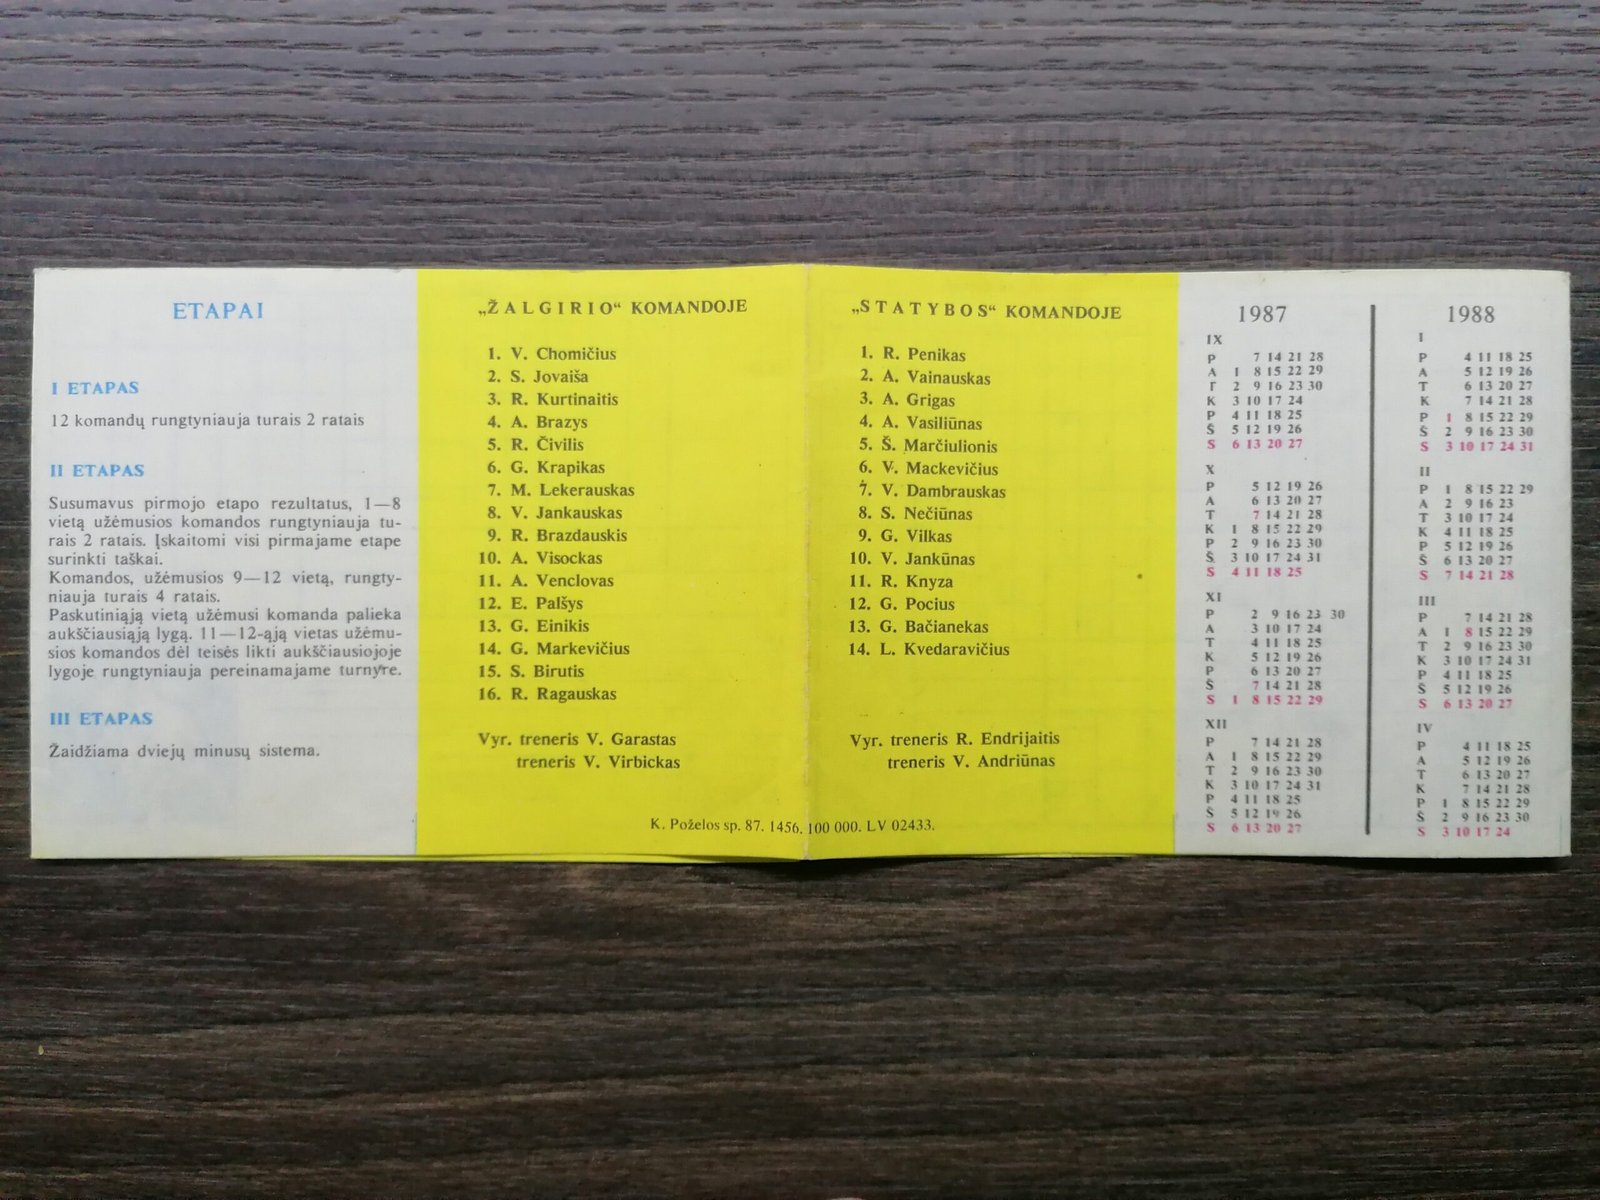 ETAPAI
I ETAPAS
12 komandų rungtyniauja turais 2 ratais
II ETAPAS
Susumavus pirmojo etapo rezultatus, 1—8
vietą užėmusios komandos rungtyniauja tu-
rais 2 ratais. Įskaitomi visi pirmajame etape
surinkti taškai.
Komandos, užėmusios 9—12 vietą, rungty-
niauja turais 4 ratais.
Paskutiniąją vietą užėmusi komanda palieka
aukščiausiąją lygą. 11—12-ąją vietas užėmu-
sios komandos dėl teisės likti aukščiausiojoje
lygoje rungtyniauja pereinamajame turnyre.
III ETAPAS
Žaidžiama dviejų minusų sistema.
„ŽALGIRIO“ KOMANDOJE
1. V. Chomičius
2. S. Jovaiša
3. R. Kurtinaitis
4. A. Brazys
5. R. Čivilis
6. G. Krapikas
7. M. Lekerauskas
8. V. Jankauskas
9. R. Brazdauskis
10. A. Visockas
11. A. Venclovas
12. E. Palšys
13. G. Einikis
14. G. Markevičius
15. S. Birutis
16. R. Ragauskas
Vyr. treneris V. Garastas
treneris V. Virbickas
„STATYBOS“ KOMANDOJE
1. R. Penikas
2. A. Vainauskas
3. A. Grigas
4. A. Vasiliūnas
5. Š. Marčiulionis
6. V. Mackevičius
7. V. Dambrauskas
8. S. Nečiūnas
9. G. Vilkas
10. V. Jankūnas
11. R. Knyza
12. G. Pocius
13. G. Bačianekas
14. L. Kvedaravičius
Vyr. treneris R. Endrijaitis
treneris V. Andriūnas
K. Poželos sp. 87. 1456. 100 000. LV 02433.
1987
IX
P 7 14 21 28
A 1 8 15 22 29
T 2 9 16 23 30
K 3 10 17 24
P 4 11 18 25
Š 5 12 19 26
S 6 13 20 27
X
P 5 12 19 26
A 6 13 20 27
T 7 14 21 28
K 1 8 15 22 29
P 2 9 16 23 30
Š 3 10 17 24 31
S 4 11 18 25
XI
P 2 9 16 23 30
A 3 10 17 24
T 4 11 18 25
K 5 12 19 26
P 6 13 20 27
Š 7 14 21 28
S 1 8 15 22 29
XII
P 7 14 21 28
A 1 8 15 22 29
T 2 9 16 23 30
K 3 10 17 24 31
P 4 11 18 25
Š 5 12 19 26
S 6 13 20 27
1988
I
P 4 11 18 25
A 5 12 19 26
T 6 13 20 27
K 7 14 21 28
P 1 8 15 22 29
Š 2 9 16 23 30
S 3 10 17 24 31
II
P 1 8 15 22 29
A 2 9 16 23
T 3 10 17 24
K 4 11 18 25
P 5 12 19 26
Š 6 13 20 27
S 7 14 21 28
III
P 7 14 21 28
A 1 8 15 22 29
T 2 9 16 23 30
K 3 10 17 24 31
P 4 11 18 25
Š 5 12 19 26
S 6 13 20 27
IV
P 4 11 18 25
A 5 12 19 26
T 6 13 20 27
K 7 14 21 28
P 1 8 15 22 29
Š 2 9 16 23 30
S 3 10 17 24